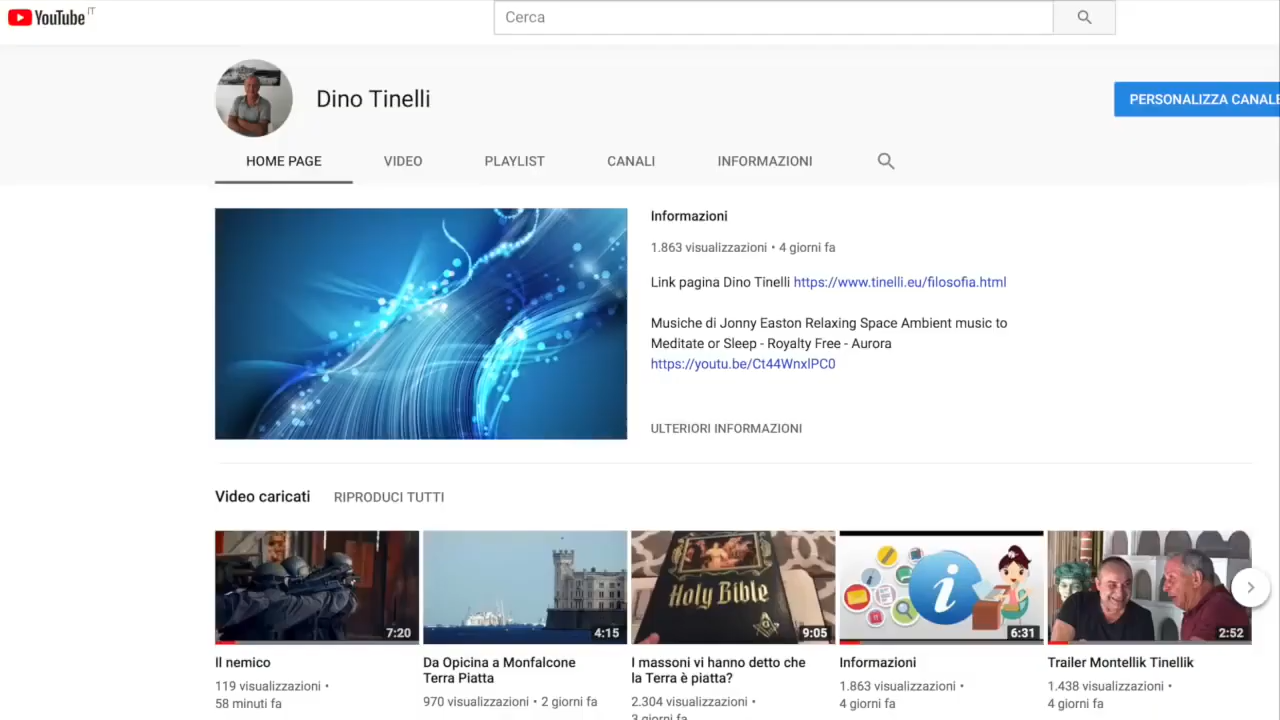 YouTube IT
Cerca
Dino Tinelli
PERSONALIZZA CANALE
HOME PAGE
VIDEO
PLAYLIST
CANALI
INFORMAZIONI
Informazioni
1.863 visualizzazioni • 4 giorni fa
Link pagina Dino Tinelli https://www.tinelli.eu/filosofia.html
Musiche di Jonny Easton Relaxing Space Ambient music to
Meditate or Sleep - Royalty Free - Aurora
https://youtu.be/Ct44WnxlPC0
ULTERIORI INFORMAZIONI
Video caricati
RIPRODUCI TUTTI
7:20
4:15
Holy Bible
9:05
i
6:31
2:52
Il nemico
119 visualizzazioni •
58 minuti fa
Da Opicina a Monfalcone
Terra Piatta
970 visualizzazioni • 2 giorni fa
I massoni vi hanno detto che
la Terra è piatta?
2.304 visualizzazioni •
3 giorni fa
Informazioni
1.863 visualizzazioni •
4 giorni fa
Trailer Montellik Tinellik
1.438 visualizzazioni •
4 giorni fa